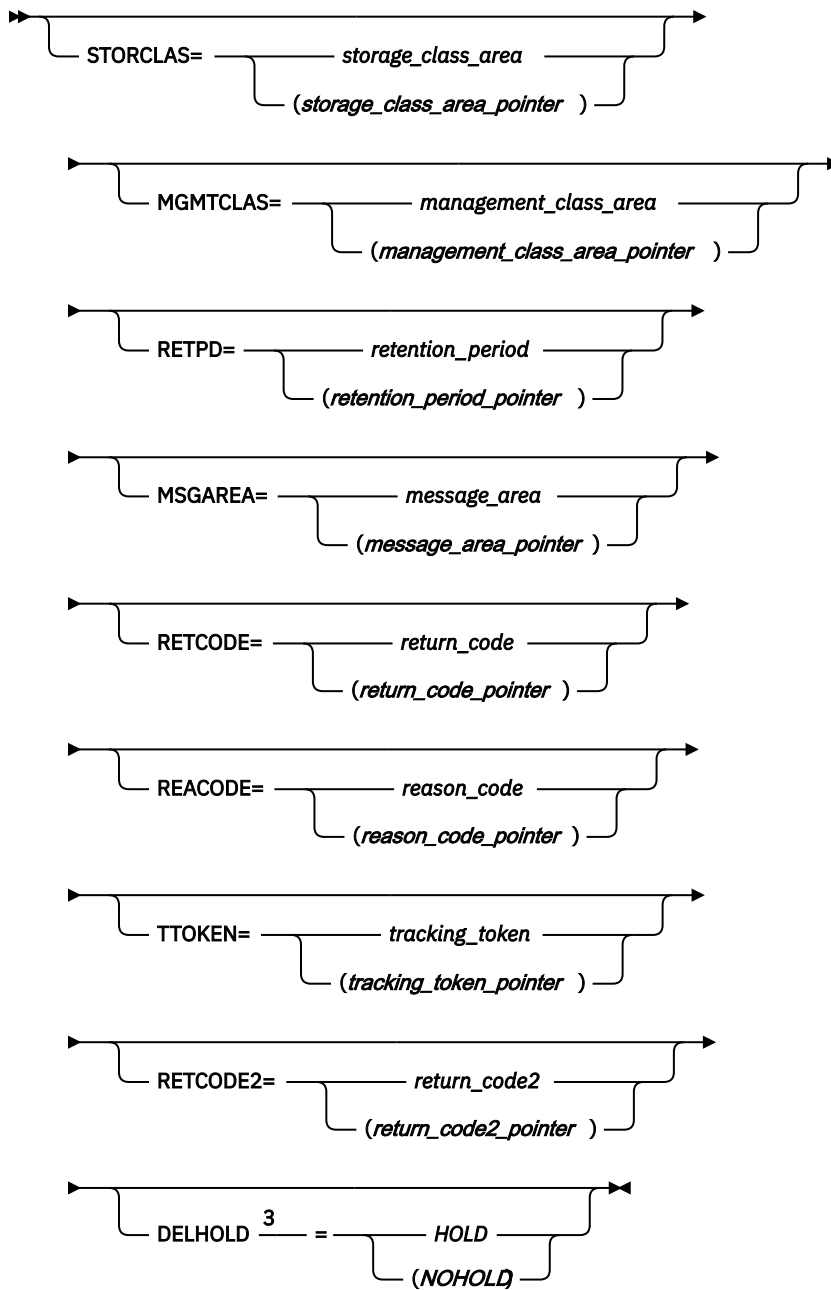 STORCLAS= storage_class_area
(storage_class_area_pointer )
MGMTCLAS= management_class_area
(management_class_area_pointer )
RETPD= retention_period
(retention_period_pointer )
MSGAREA= message_area
(message_area_pointer )
RETCODE= return_code
(return_code_pointer )
REACODE= reason_code
(reason_code_pointer )
TTOKEN= tracking_token
(tracking_token_pointer )
RETCODE2= return_code2
(return_code2_pointer )
DELHOLD 3 = HOLD
(NOHOLD)